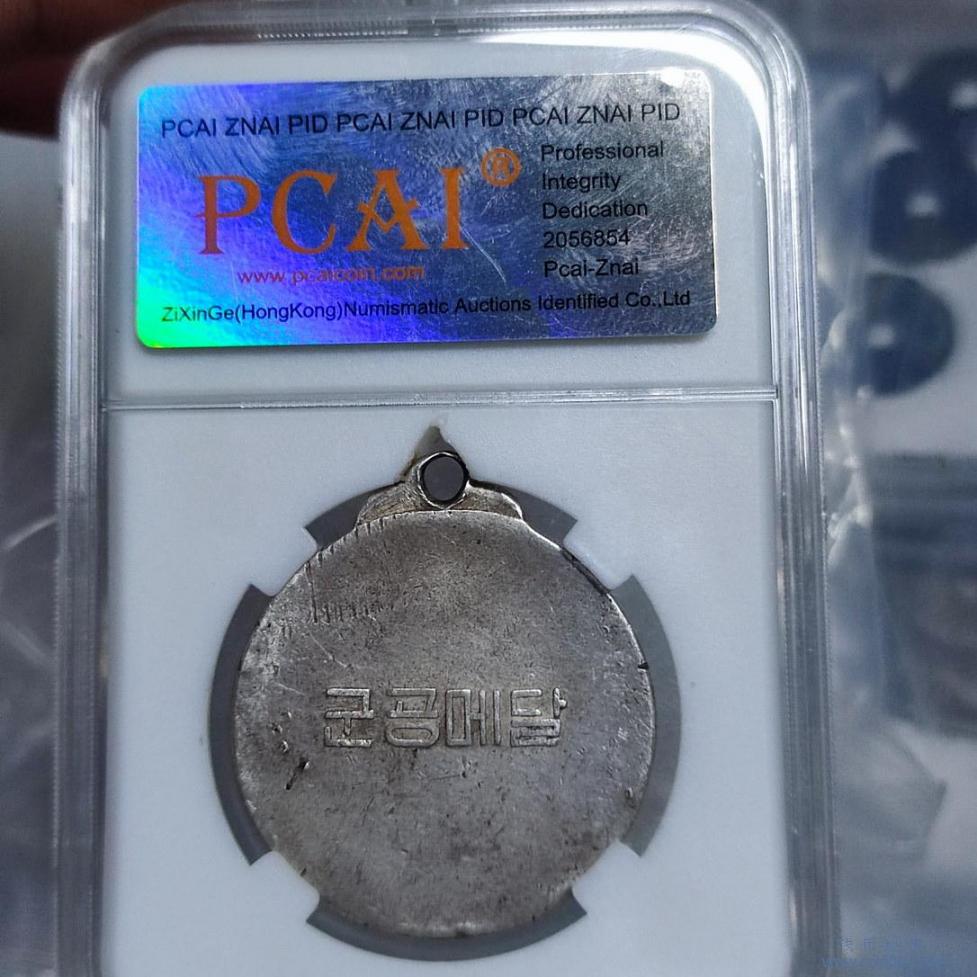 PCAI ZNAI PID PCAI ZNAI PID PCAI ZNAI PID
PCAI®
www.pcaicoin.com
Professional
Integrity
Dedication
2056854
Pcai-Znai
ZiXinGe(HongKong)Numismatic Auctions Identified Co.,Ltd
군공메달